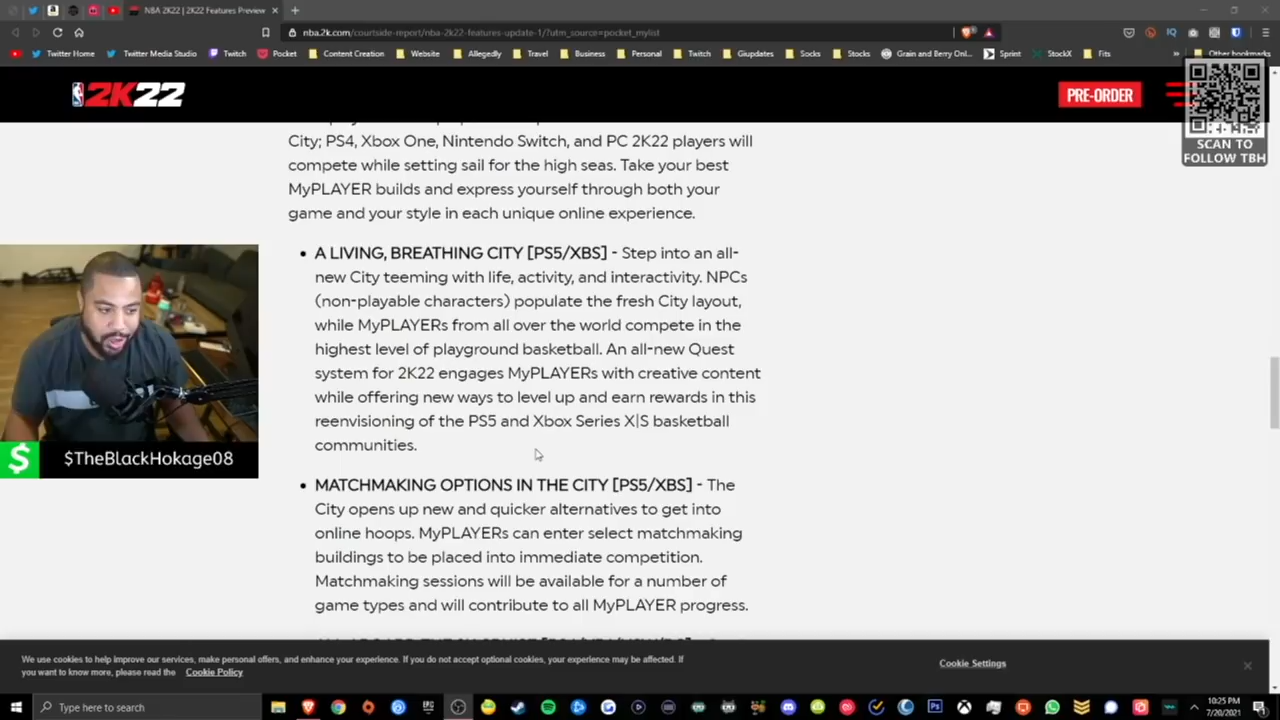 NBA 2K22 | 2K22 Features Preview
nba.2k.com/courtside-report/nba-2k22-features-update-1/?utm_source=pocket_mylist
Twitter Home Twitter Media Studio Twitch Pocket Content Creation Website Allegedly Travel Business Personal Twitch Giupdates Socks Stocks Grain and Berry Onl... Sprint StockX Fits Other bookmarks
2K22
PRE-ORDER
SCAN TO
FOLLOW TBH
City; PS4, Xbox One, Nintendo Switch, and PC 2K22 players will
compete while setting sail for the high seas. Take your best
MyPLAYER builds and express yourself through both your
game and your style in each unique online experience.
• A LIVING, BREATHING CITY [PS5/XBS] - Step into an all-
new City teeming with life, activity, and interactivity. NPCs
(non-playable characters) populate the fresh City layout,
while MyPLAYERs from all over the world compete in the
highest level of playground basketball. An all-new Quest
system for 2K22 engages MyPLAYERs with creative content
while offering new ways to level up and earn rewards in this
reenvisioning of the PS5 and Xbox Series X|S basketball
communities.
$TheBlackHokage08
• MATCHMAKING OPTIONS IN THE CITY [PS5/XBS] - The
City opens up new and quicker alternatives to get into
online hoops. MyPLAYERs can enter select matchmaking
buildings to be placed into immediate competition.
Matchmaking sessions will be available for a number of
game types and will contribute to all MyPLAYER progress.
We use cookies to help improve our services, make personal offers, and enhance your experience. If you do not accept optional cookies, your experience may be affected. If
you want to know more, please read the Cookie Policy
Cookie Settings
Type here to search
10:25 PM
7/20/2021